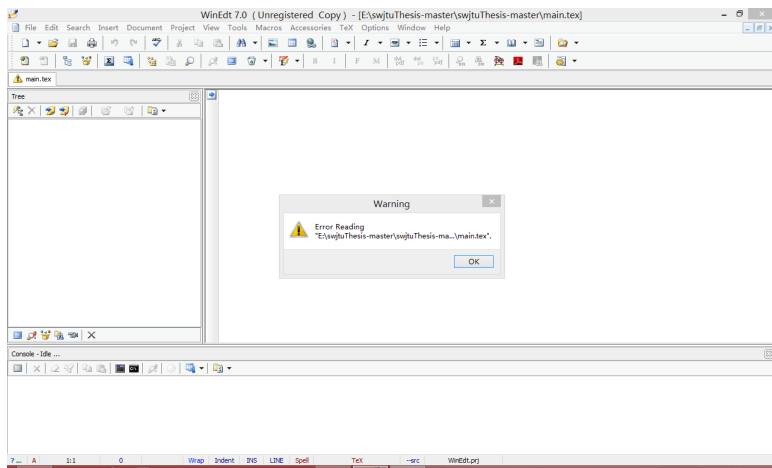 WinEdt 7.0 ( Unregistered Copy ) - [E:\swjtuThesis-master\swjtuThesis-master\main.tex]
File Edit Search Insert Document Project View Tools Macros Accessories TeX Options Window Help
B I F M
main.tex
Tree
Warning
Error Reading
"E:\swjtuThesis-master\swjtuThesis-ma...\main.tex".
OK
Console - Idle ...
? ... A 1:1 0 Wrap Indent INS LINE Spell TeX --src WinEdt.prj